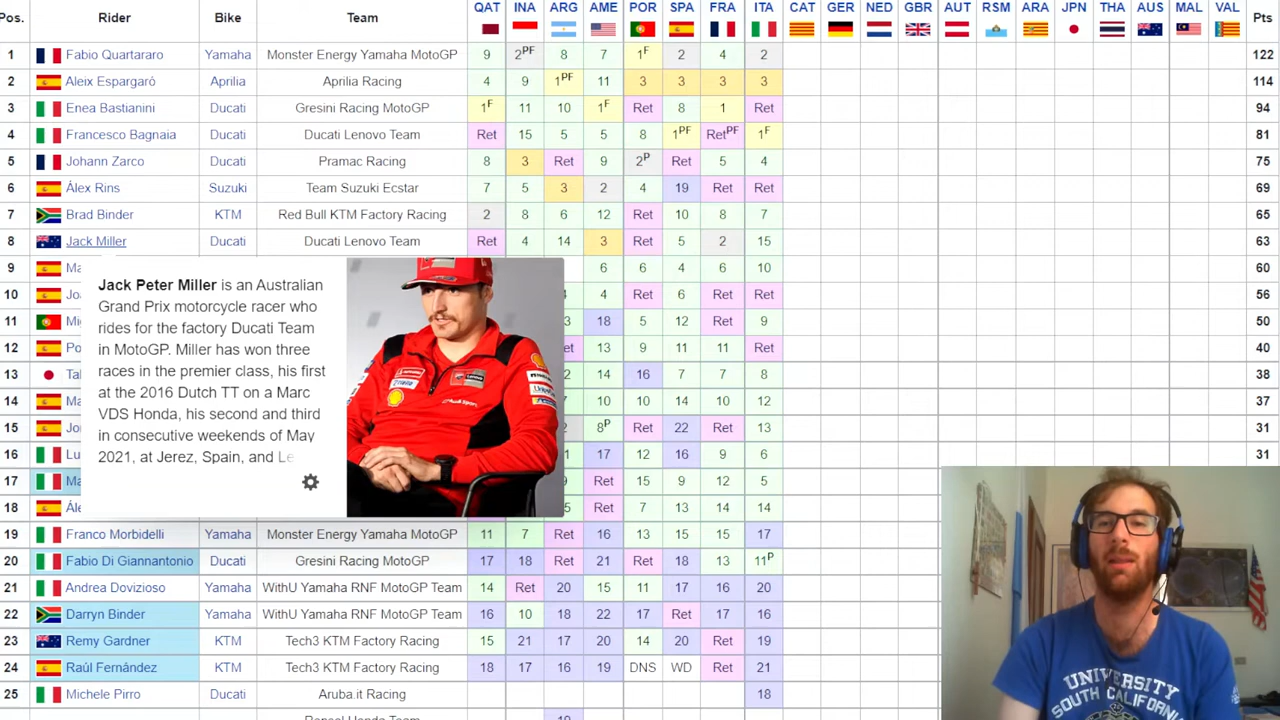 Rider Bike Team QAT INA ARG AME POR SPA FRA ITA CAT GER NED GBR AUT RSM ARA JPN THA AUS MAL VAL Pts
1 Fabio Quartararo Yamaha Monster Energy Yamaha MotoGP 9 2PF 8 7 1F 2 4 2 122
2 Aleix Espargaró Aprilia Aprilia Racing 4 9 1PF 11 3 3 3 3 114
3 Enea Bastianini Ducati Gresini Racing MotoGP 1F 11 10 1F Ret 8 1 Ret 94
4 Francesco Bagnaia Ducati Ducati Lenovo Team Ret 15 5 5 8 1PF RetPF 1F 81
5 Johann Zarco Ducati Pramac Racing 8 3 Ret 9 2P Ret 5 4 75
6 Álex Rins Suzuki Team Suzuki Ecstar 7 5 3 2 4 19 Ret Ret 69
7 Brad Binder KTM Red Bull KTM Factory Racing 2 8 6 12 Ret 10 8 7 65
8 Jack Miller Ducati Ducati Lenovo Team Ret 4 14 3 Ret 5 2 15 63
9 Ma 6 6 4 6 10 60
10 Jo 4 Ret 6 Ret Ret 56
11 Mi 18 5 12 Ret 9 50
12 Po et 13 9 11 11 Ret 40
13 Tal 14 16 7 7 8 38
14 Ma 10 10 14 10 12 37
15 Jo 8P Ret 22 Ret 13 31
16 Lu 17 12 16 9 6 31
17 Ma Ret 15 9 12 5
18 Ále Ret 7 13 14 14
19 Franco Morbidelli Yamaha Monster Energy Yamaha MotoGP 11 7 Ret 16 13 15 15 17
20 Fabio Di Giannantonio Ducati Gresini Racing MotoGP 17 18 Ret 21 Ret 18 13 11P
21 Andrea Dovizioso Yamaha WithU Yamaha RNF MotoGP Team 14 Ret 20 15 11 17 16 20
22 Darryn Binder Yamaha WithU Yamaha RNF MotoGP Team 16 10 18 22 17 Ret 17 16
23 Remy Gardner KTM Tech3 KTM Factory Racing 15 21 17 20 14 20 Ret 19
24 Raúl Fernández KTM Tech3 KTM Factory Racing 18 17 16 19 DNS WD Ret 21
25 Michele Pirro Ducati Aruba.it Racing 18
Jack Peter Miller is an Australian
Grand Prix motorcycle racer who
rides for the factory Ducati Team
in MotoGP. Miller has won three
races in the premier class, his first
at the 2016 Dutch TT on a Marc
VDS Honda, his second and third
in consecutive weekends of May
2021, at Jerez, Spain, and Le
UNIVERSITY
SOUTH CALIFORNIA